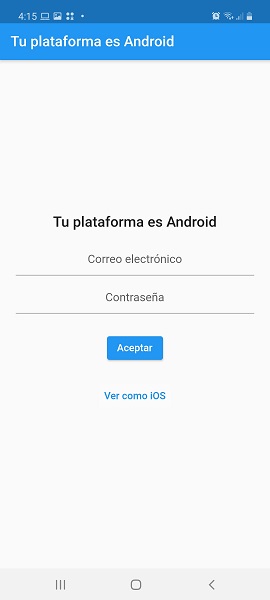 4:15
Tu plataforma es Android
Tu plataforma es Android
Correo electrónico
Contraseña
Aceptar
Ver como iOS